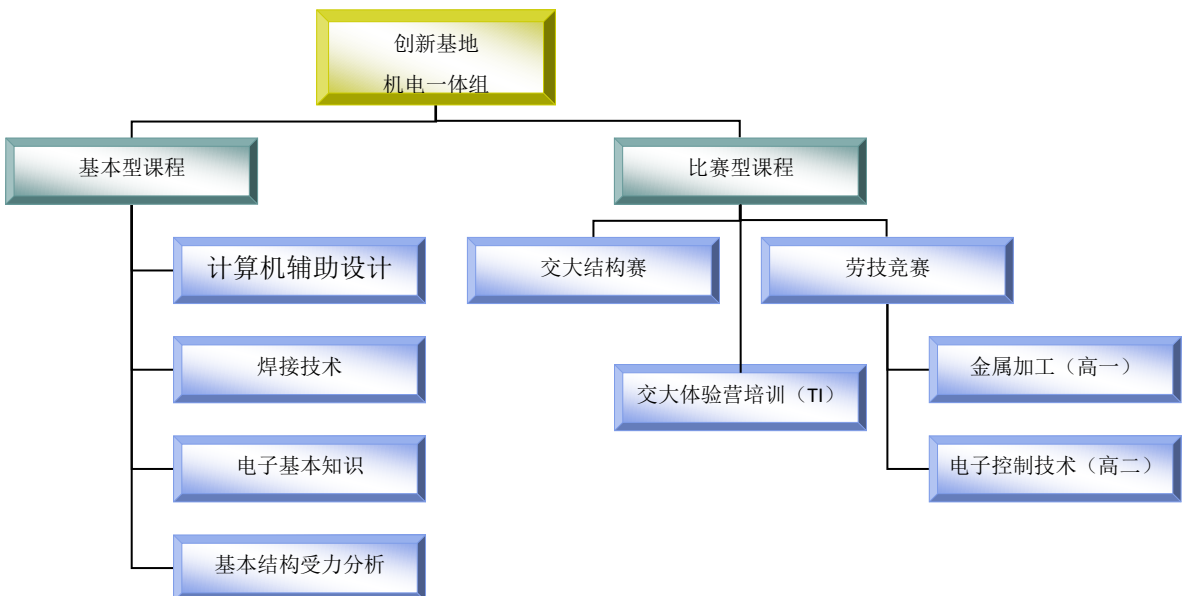 创新基地
机电一体组
基本型课程
比赛型课程
计算机辅助设计
交大结构赛
劳技竞赛
焊接技术
金属加工（高一）
交大体验营培训（TI）
电子基本知识
电子控制技术（高二）
基本结构受力分析